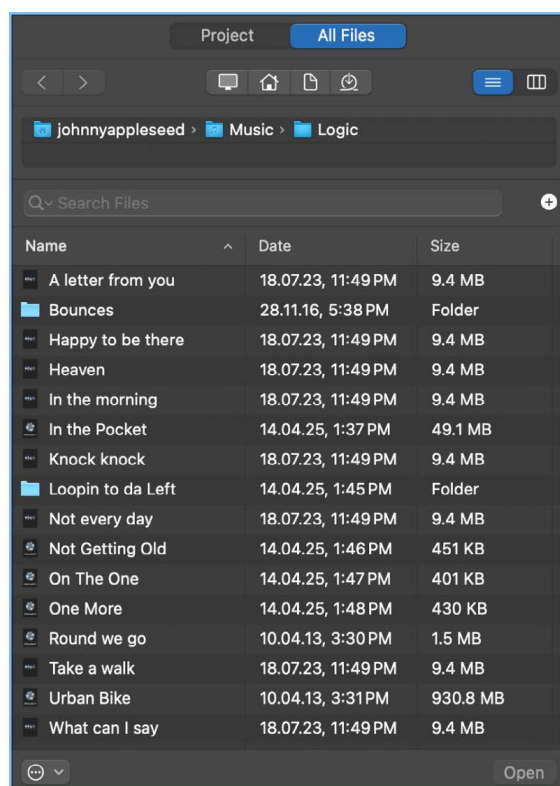 Project All Files
johnnyappleseed › Music › Logic
Search Files
Name Date Size
A letter from you 18.07.23, 11:49 PM 9.4 MB
Bounces 28.11.16, 5:38 PM Folder
Happy to be there 18.07.23, 11:49 PM 9.4 MB
Heaven 18.07.23, 11:49 PM 9.4 MB
In the morning 18.07.23, 11:49 PM 9.4 MB
In the Pocket 14.04.25, 1:37 PM 49.1 MB
Knock knock 18.07.23, 11:49 PM 9.4 MB
Loopin to da Left 14.04.25, 1:45 PM Folder
Not every day 18.07.23, 11:49 PM 9.4 MB
Not Getting Old 14.04.25, 1:46 PM 451 KB
On The One 14.04.25, 1:47 PM 401 KB
One More 14.04.25, 1:48 PM 430 KB
Round we go 10.04.13, 3:30 PM 1.5 MB
Take a walk 18.07.23, 11:49 PM 9.4 MB
Urban Bike 10.04.13, 3:31 PM 930.8 MB
What can I say 18.07.23, 11:49 PM 9.4 MB
Open